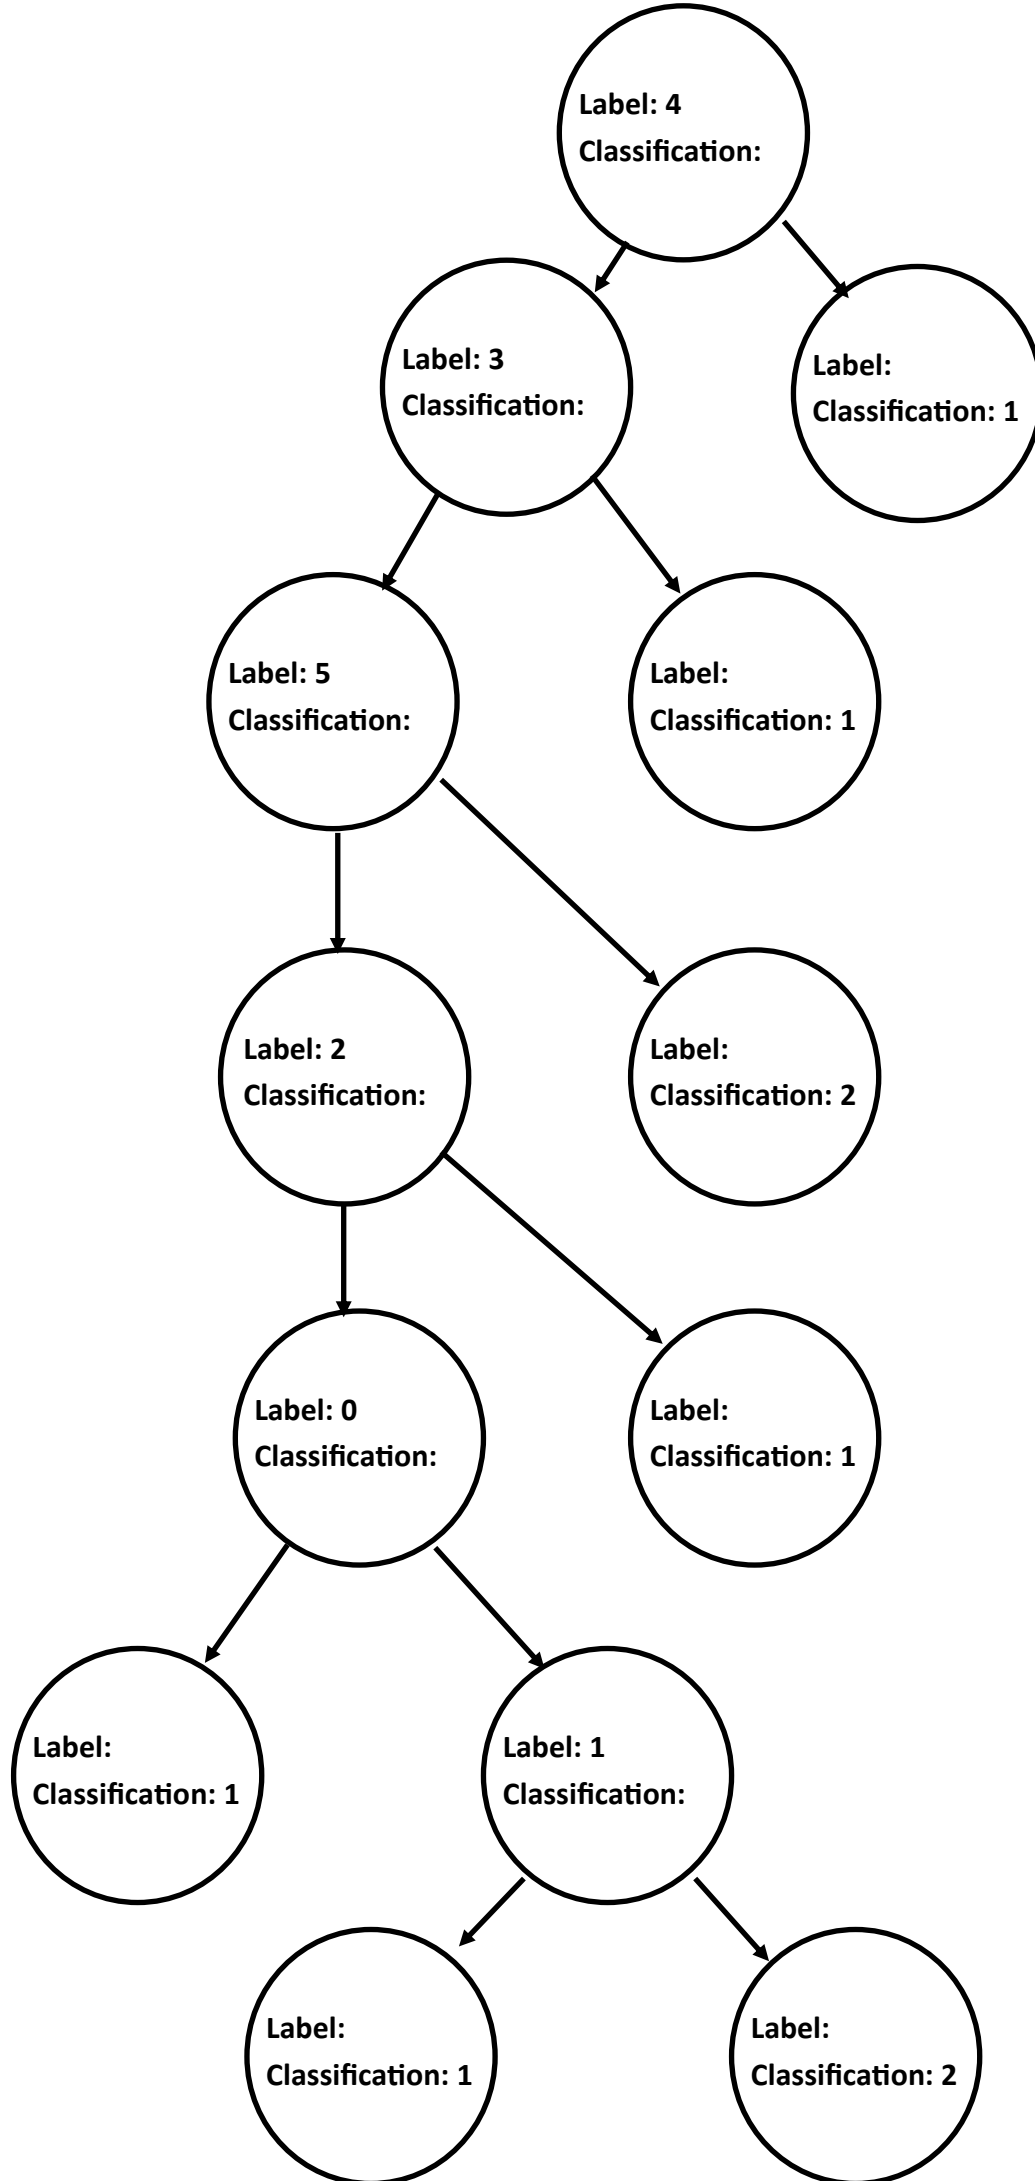 Label: 4
Classification:
Label: 3
Classification:
Label:
Classification: 1
Label: 5
Classification:
Label:
Classification: 1
Label: 2
Classification:
Label:
Classification: 2
Label: 0
Classification:
Label:
Classification: 1
Label:
Classification: 1
Label: 1
Classification:
Label:
Classification: 1
Label:
Classification: 2